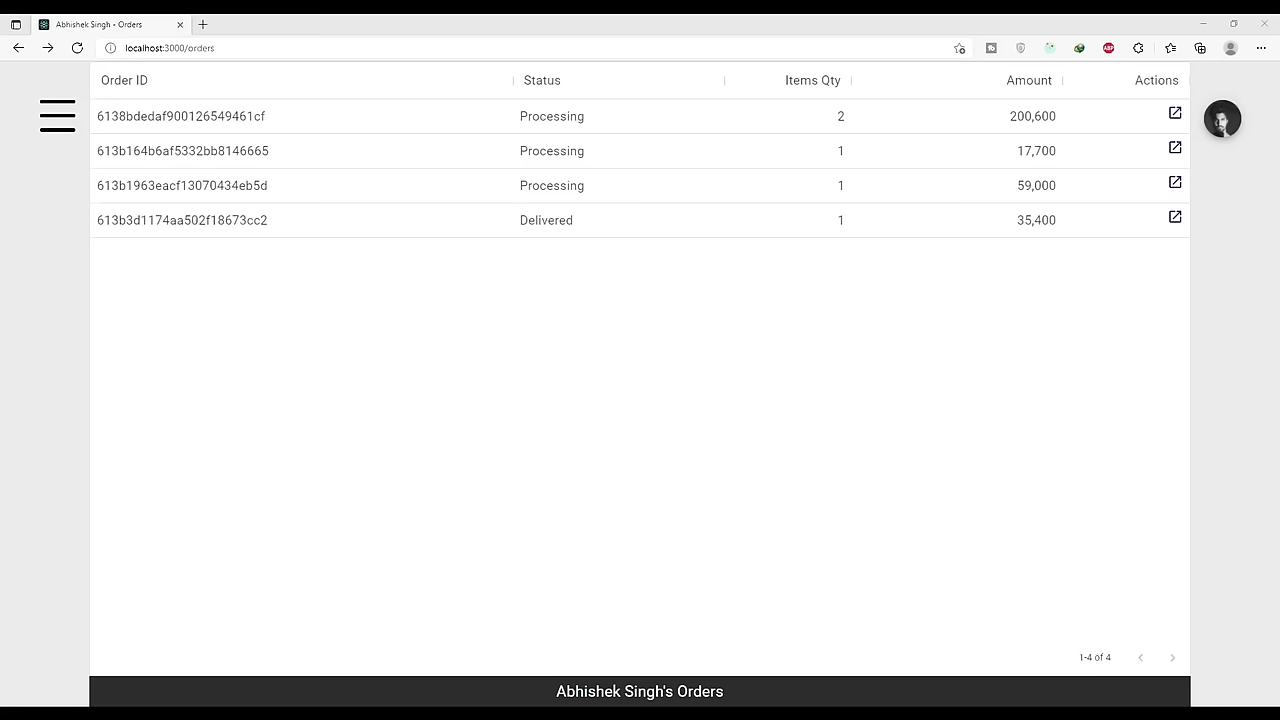 Abhishek Singh - Orders
localhost:3000/orders
ABP
Order ID Status Items Qty Amount Actions
6138bdedaf900126549461cf Processing 2 200,600
613b164b6af5332bb8146665 Processing 1 17,700
613b1963eacf13070434eb5d Processing 1 59,000
613b3d1174aa502f18673cc2 Delivered 1 35,400
1-4 of 4
Abhishek Singh's Orders